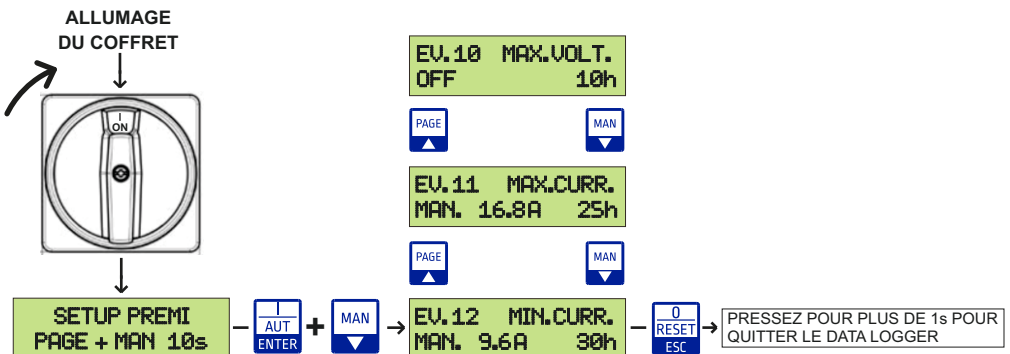 ALLUMAGE
DU COFFRET
I
ON
SETUP PREMI
PAGE + MAN 10s
I
AUT
ENTER
+
MAN
EV.10 MAX.VOLT.
OFF 10h
PAGE
MAN
EV.11 MAX.CURR.
MAN. 16.8A 25h
PAGE
MAN
EV.12 MIN.CURR.
MAN. 9.6A 30h
0
RESET
ESC
PRESSEZ POUR PLUS DE 1s POUR
QUITTER LE DATA LOGGER